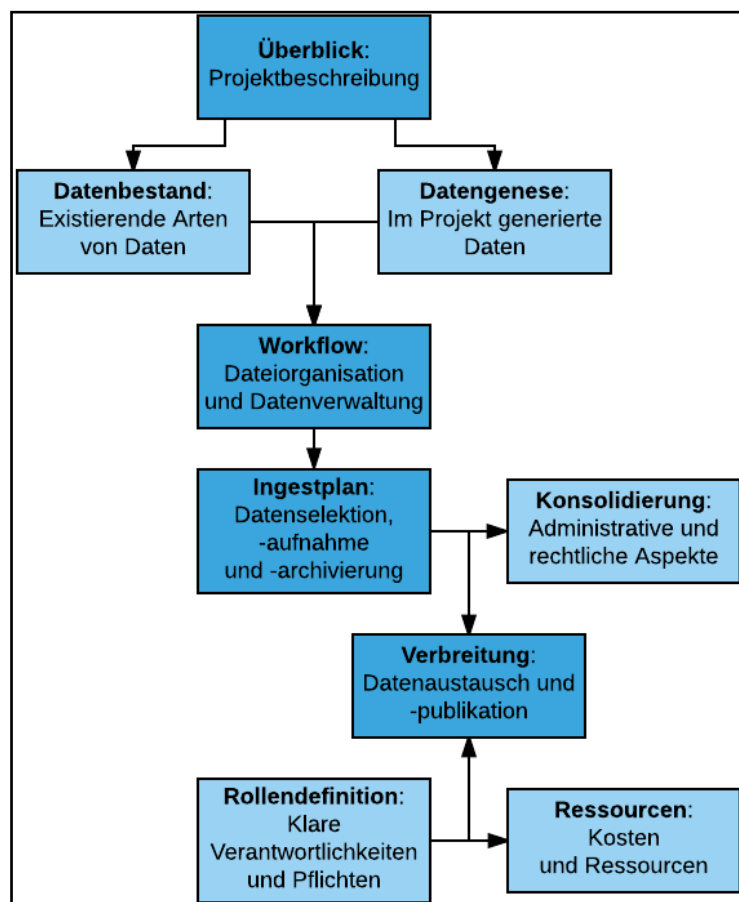 Überblick:
Projektbeschreibung
Datenbestand:
Existierende Arten
von Daten
Datengenese:
Im Projekt generierte
Daten
Workflow:
Dateiorganisation
und Datenverwaltung
Ingestplan:
Datenselektion,
-aufnahme
und -archivierung
Konsolidierung:
Administrative und
rechtliche Aspekte
Verbreitung:
Datenaustausch und
-publikation
Rollendefinition:
Klare
Verantwortlichkeiten
und Pflichten
Ressourcen:
Kosten
und Ressourcen